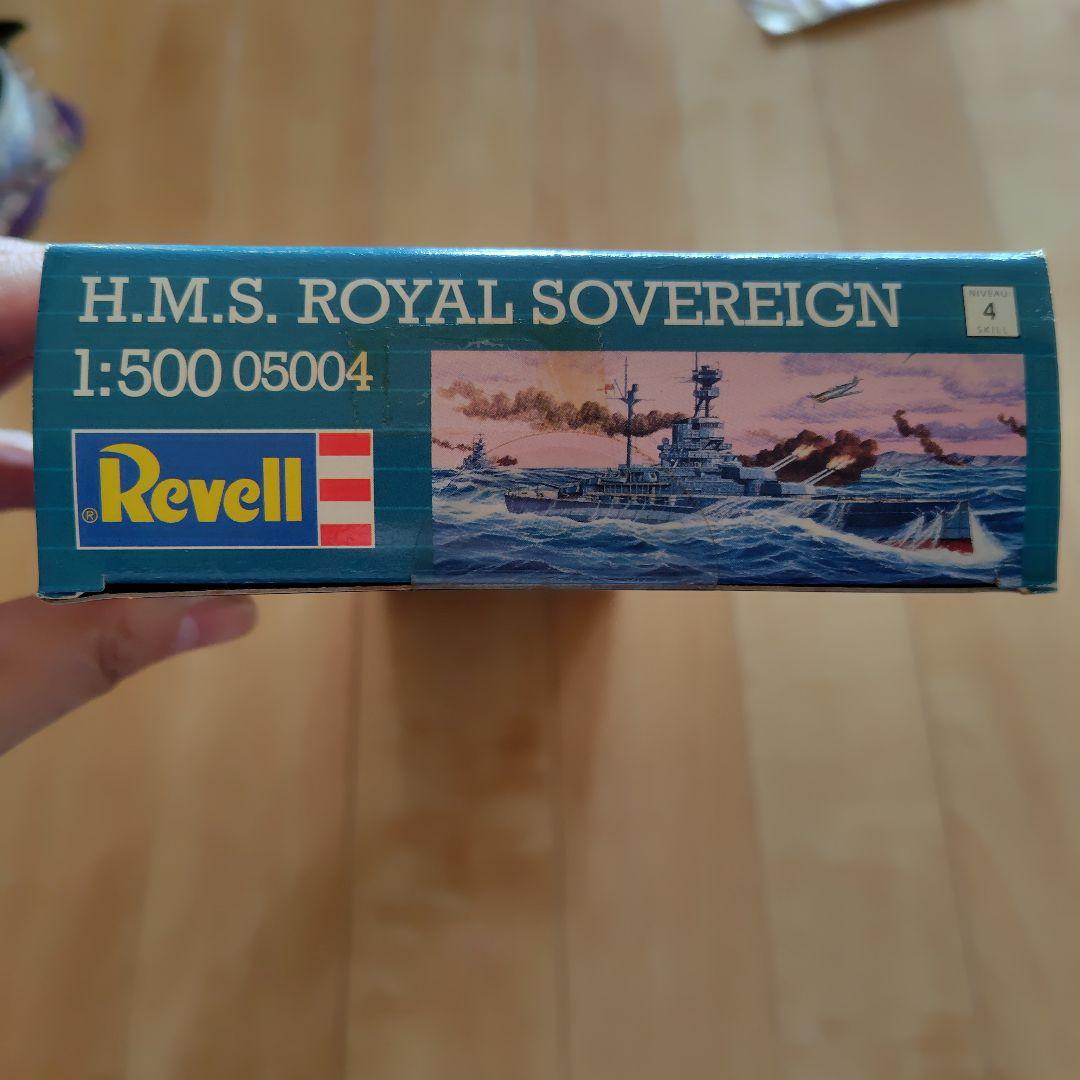 H.M.S. ROYAL SOVEREIGN
NIVEAU
4
SKILL
1:500 05004
® Revell